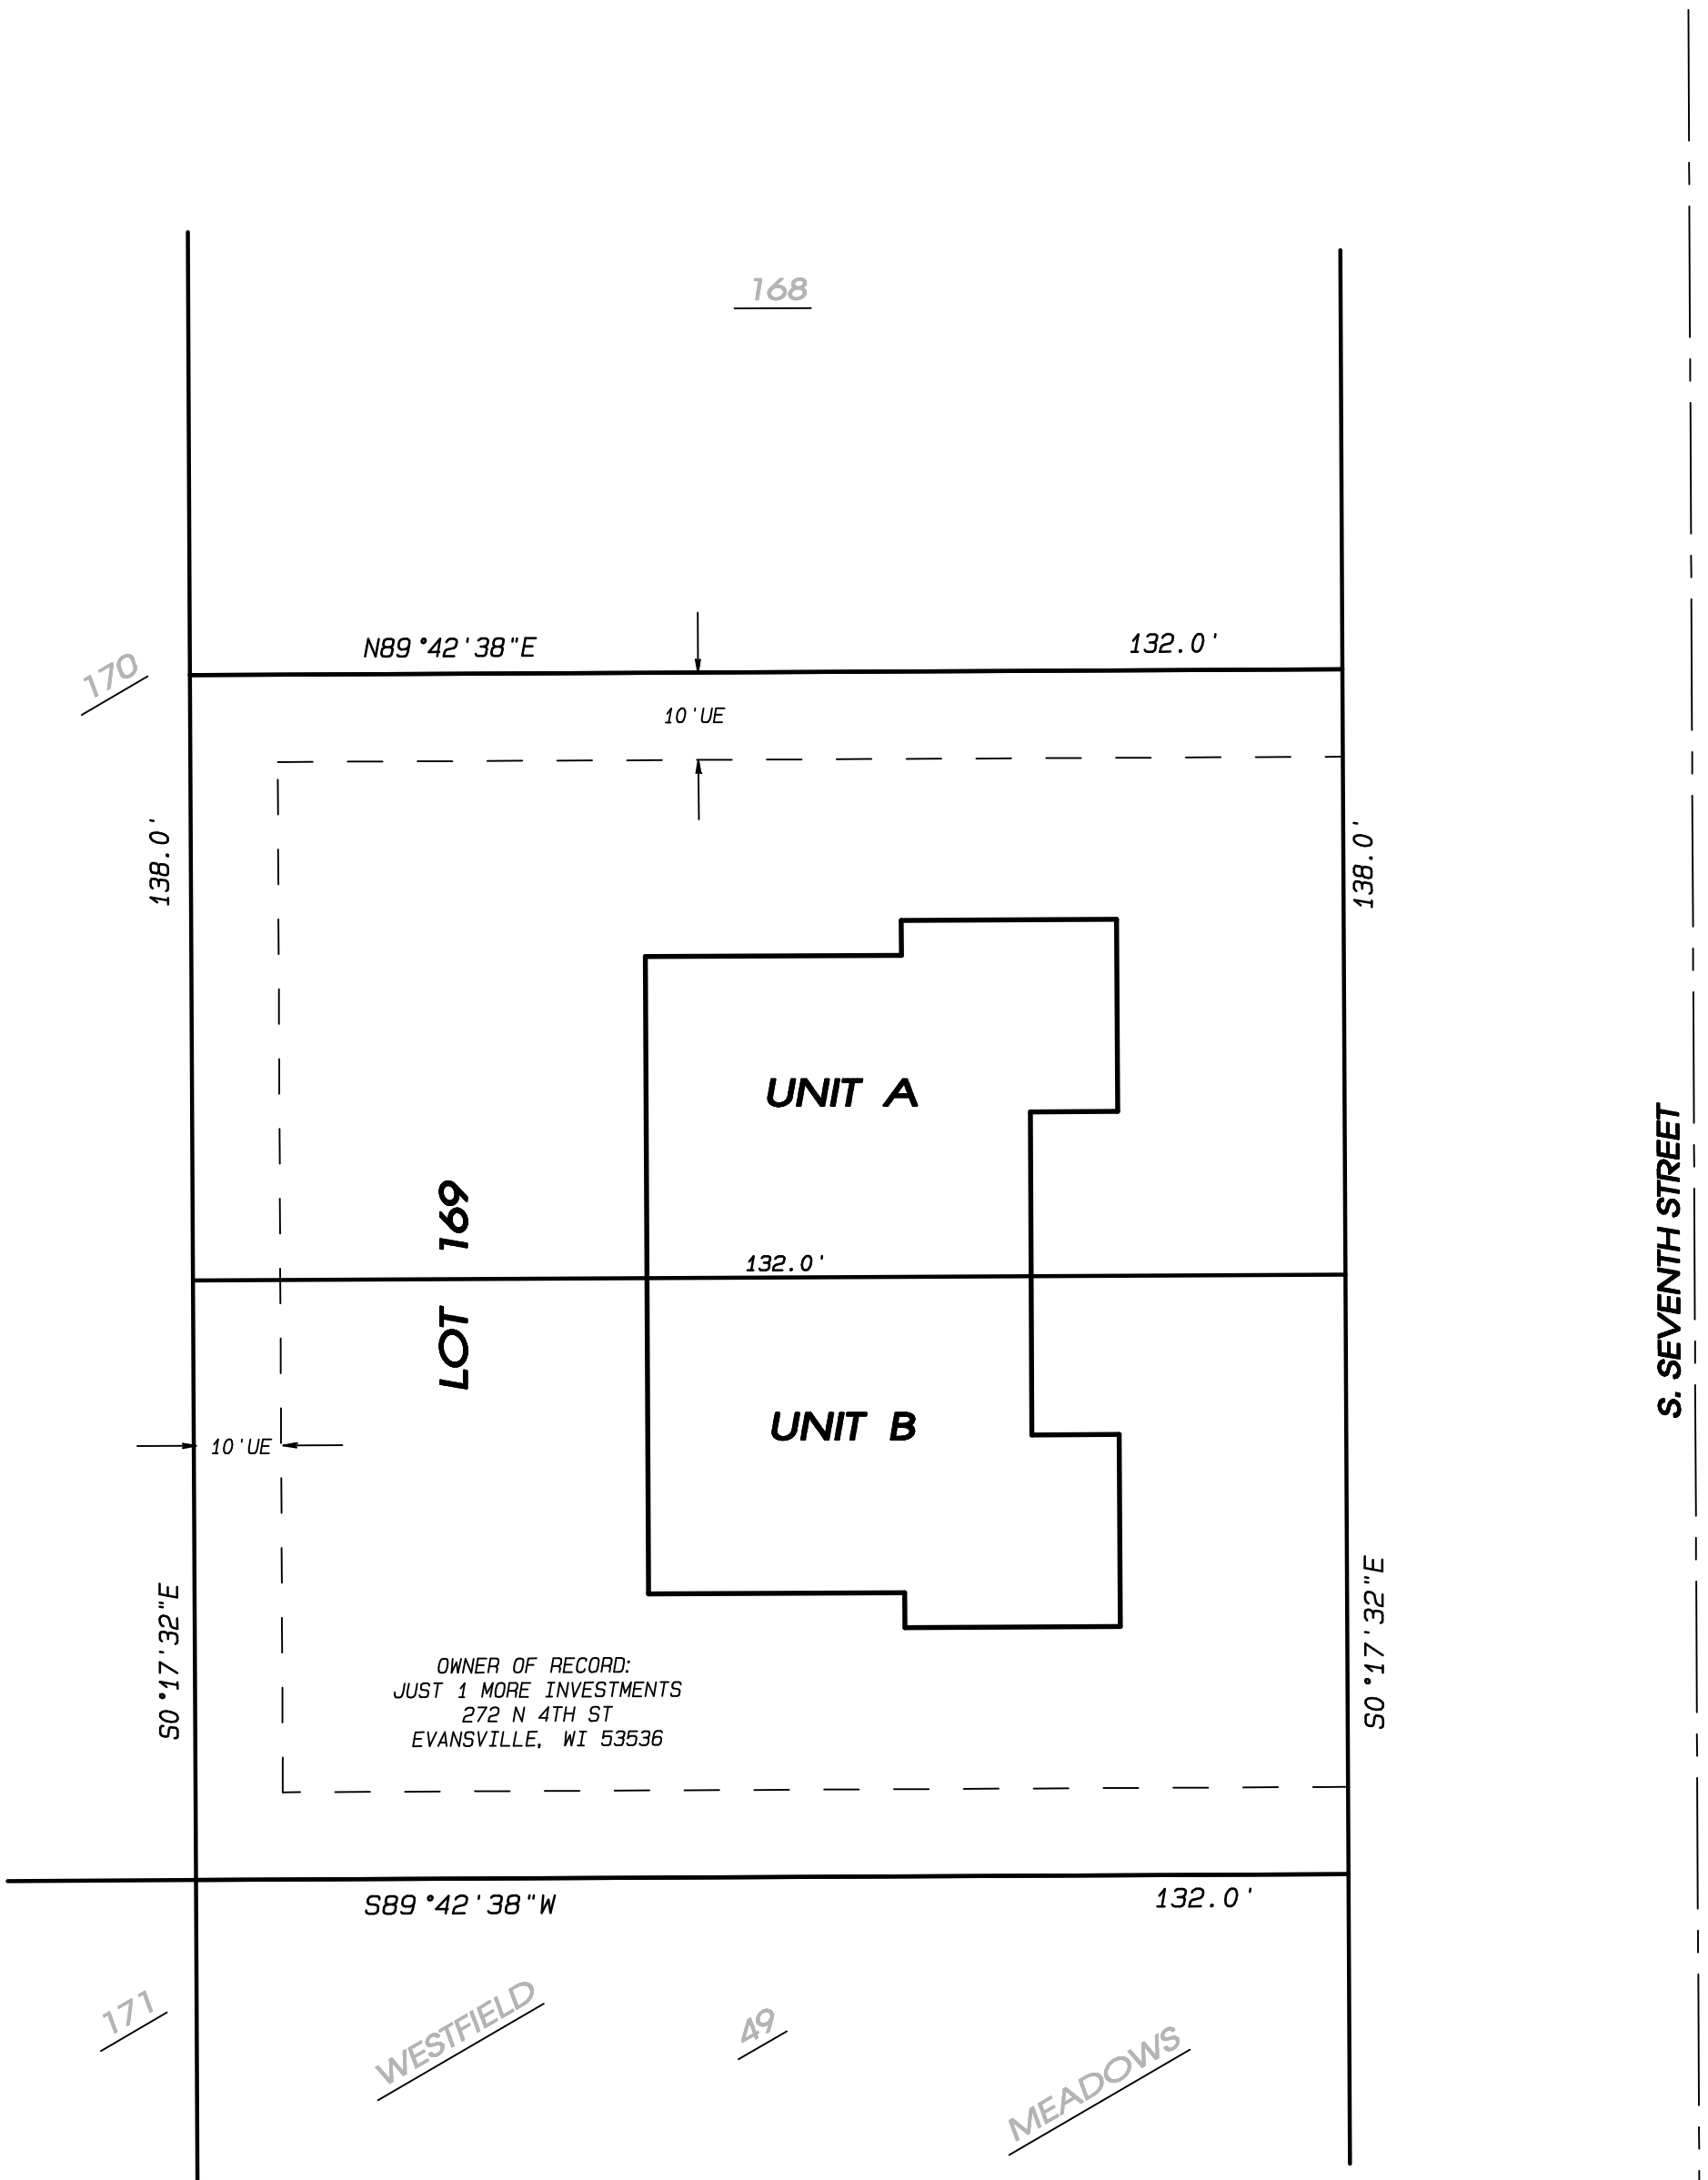 168
N89°42'38"E
132.0'
170
10'UE
138.0'
138.0'
UNIT A
LOT 169
132.0'
S. SEVENTH STREET
UNIT B
10'UE
S0°17'32"E
S0°17'32"E
OWNER OF RECORD:
JUST 1 MORE INVESTMENTS
272 N 4TH ST
EVANSVILLE, WI 53536
S89°42'38"W
132.0'
171
WESTFIELD
49
MEADOWS